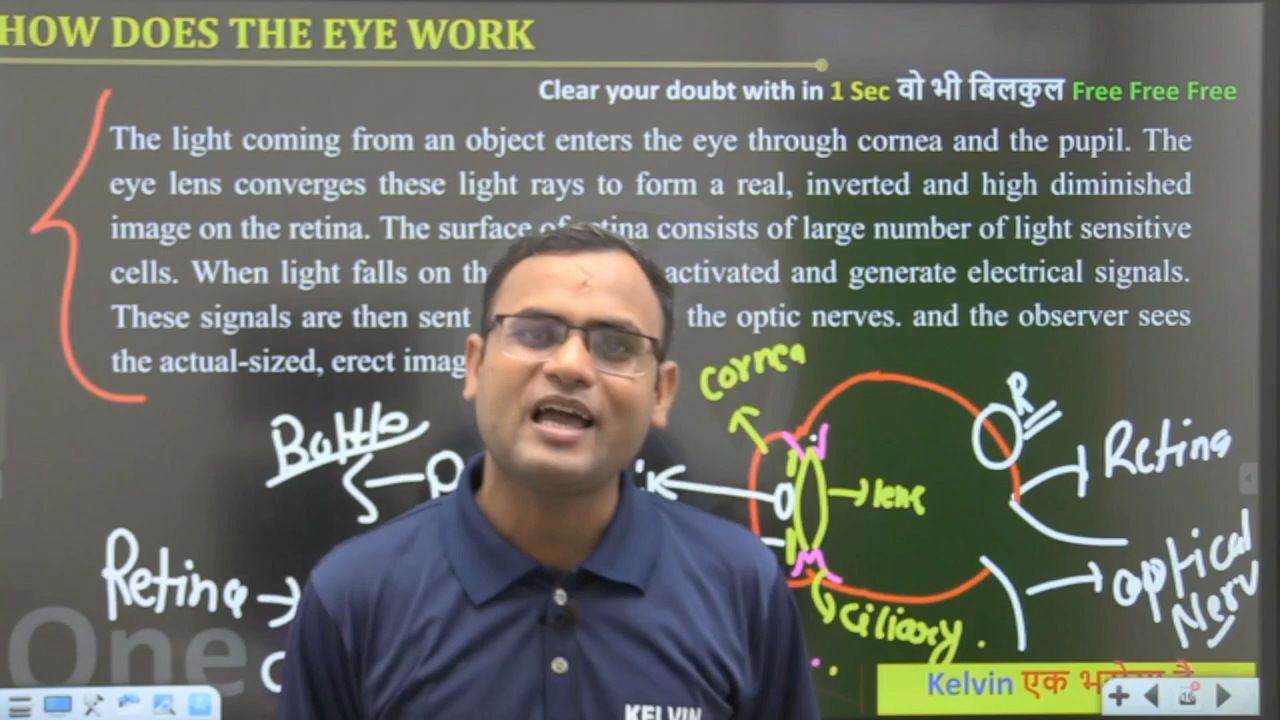 HOW DOES THE EYE WORK
Clear your doubt with in 1 Sec वो भी बिलकुल Free Free Free
The light coming from an object enters the eye through cornea and the pupil. The
eye lens converges these light rays to form a real, inverted and high diminished
image on the retina. The surface of retina consists of large number of light sensitive
cells. When light falls on activated and generate electrical signals.
These signals are then sent the optic nerves. and the observer sees
the actual-sized, erect
cornea
R
Retina
lens
Retina
optical
Nerv
ciliary.
One
Kelvin एक
KELVIN